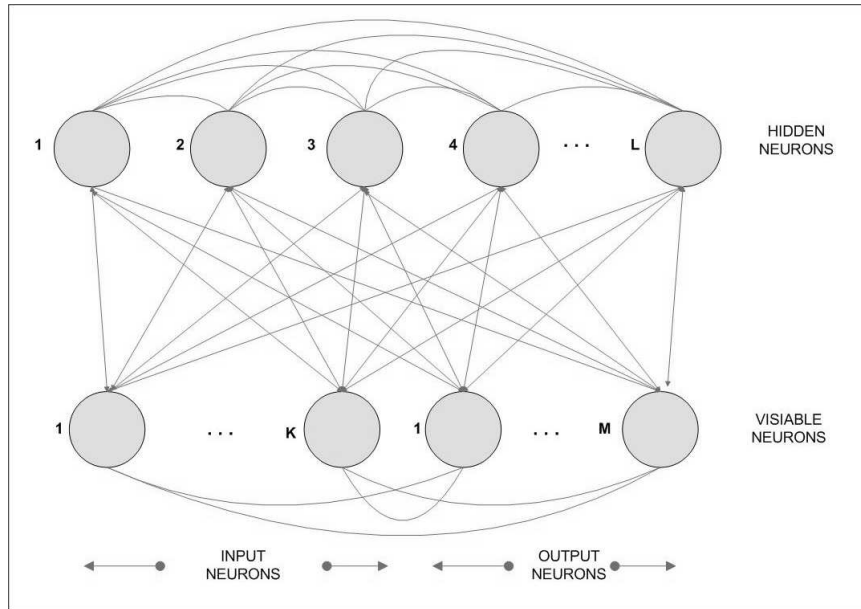 1
2
3
4
. . .
L
HIDDEN
NEURONS
1
. . .
K
1
. . .
M
VISIABLE
NEURONS
INPUT
NEURONS
OUTPUT
NEURONS